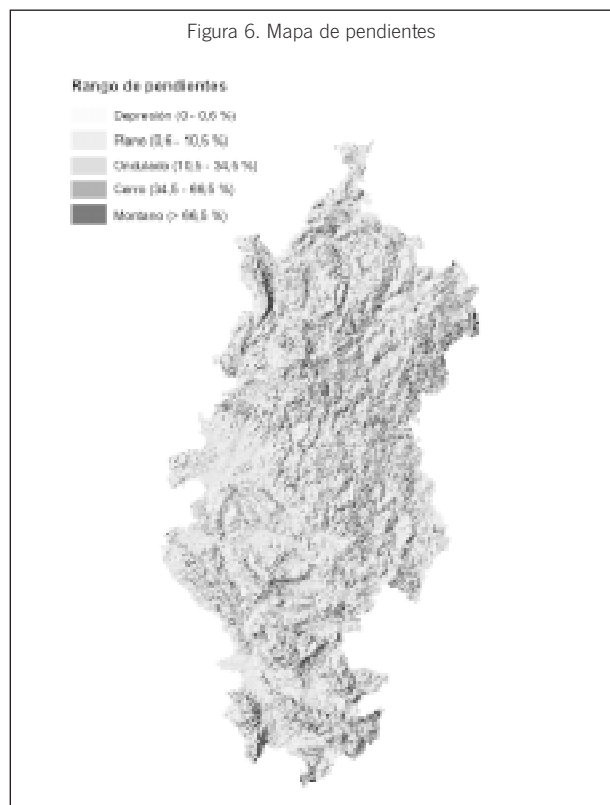 Figura 6. Mapa de pendientes
Rango de pendientes
Depresión (0 - 0,6 %)
Plano (0,6 - 10,5 %)
Ondulado (10,5 - 34,5 %)
Cerro (34,5 - 66,5 %)
Montano (> 66,5 %)